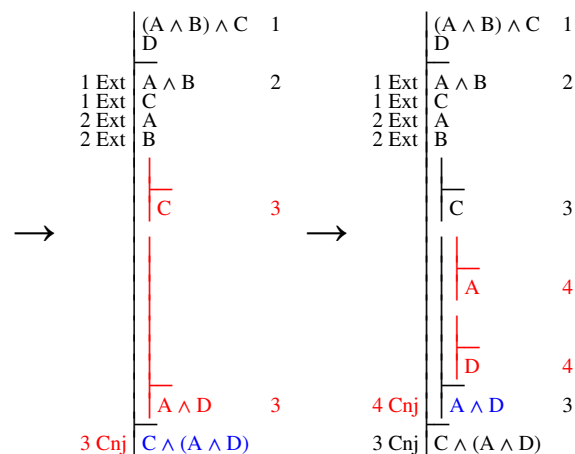 (A ∧ B) ∧ C 1
D
1 Ext A ∧ B 2
1 Ext C
2 Ext A
2 Ext B
C 3
A ∧ D 3
3 Cnj C ∧ (A ∧ D)
→
(A ∧ B) ∧ C 1
D
1 Ext A ∧ B 2
1 Ext C
2 Ext A
2 Ext B
C 3
A 4
D 4
4 Cnj A ∧ D 3
3 Cnj C ∧ (A ∧ D)